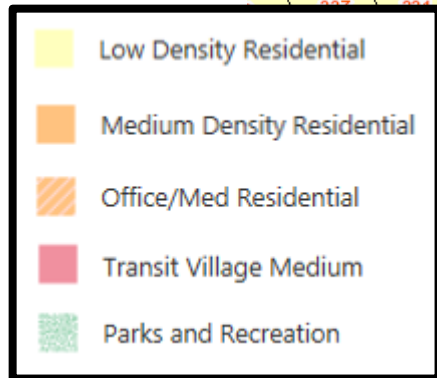 Low Density Residential
Medium Density Residential
Office/Med Residential
Transit Village Medium
Parks and Recreation